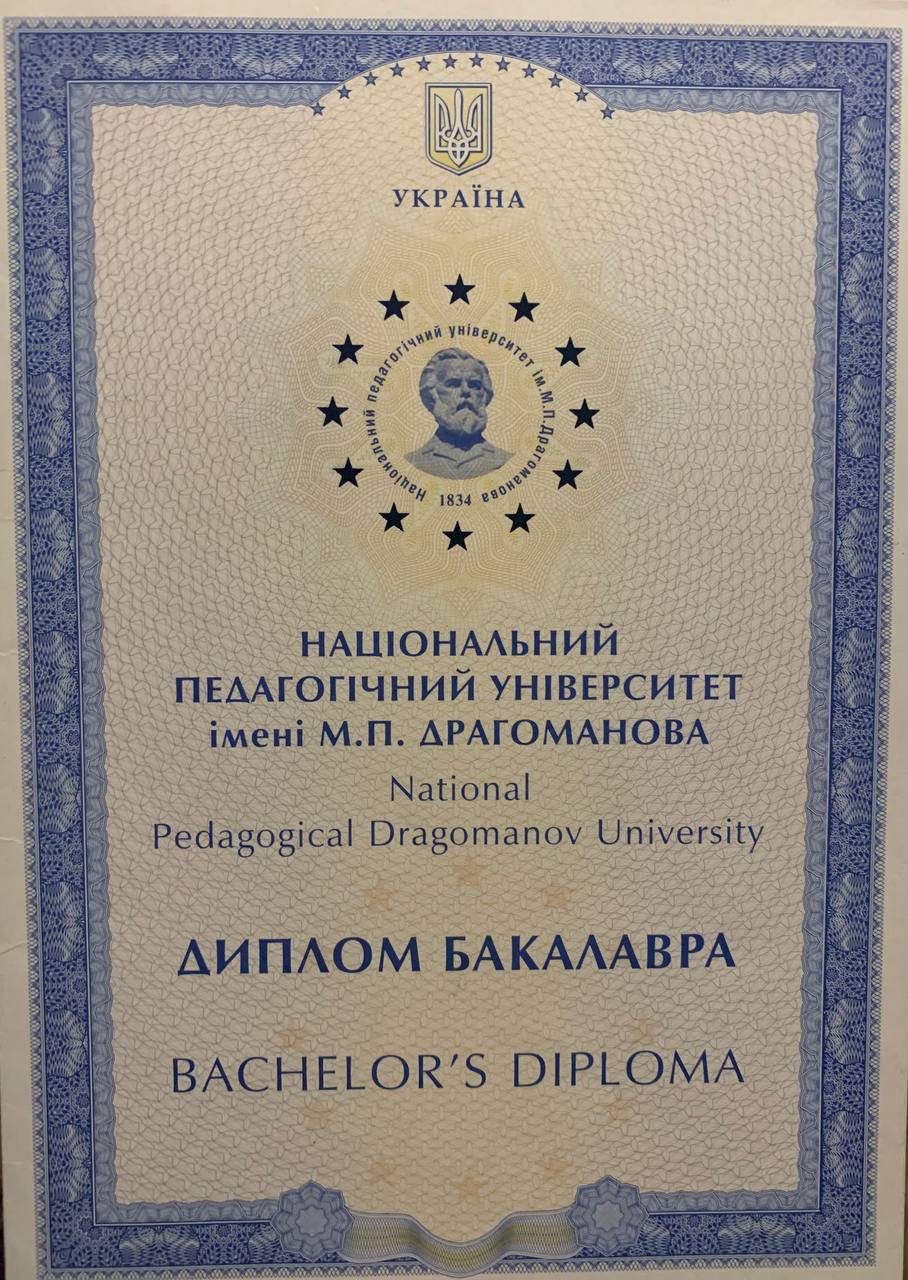 УКРАЇНА
Національний педагогічний університет ім.М.П.Драгоманова
1834
НАЦІОНАЛЬНИЙ
ПЕДАГОГІЧНИЙ УНІВЕРСИТЕТ
імені М.П. ДРАГОМАНОВА
National
Pedagogical Dragomanov University
ДИПЛОМ БАКАЛАВРА
BACHELOR’S DIPLOMA